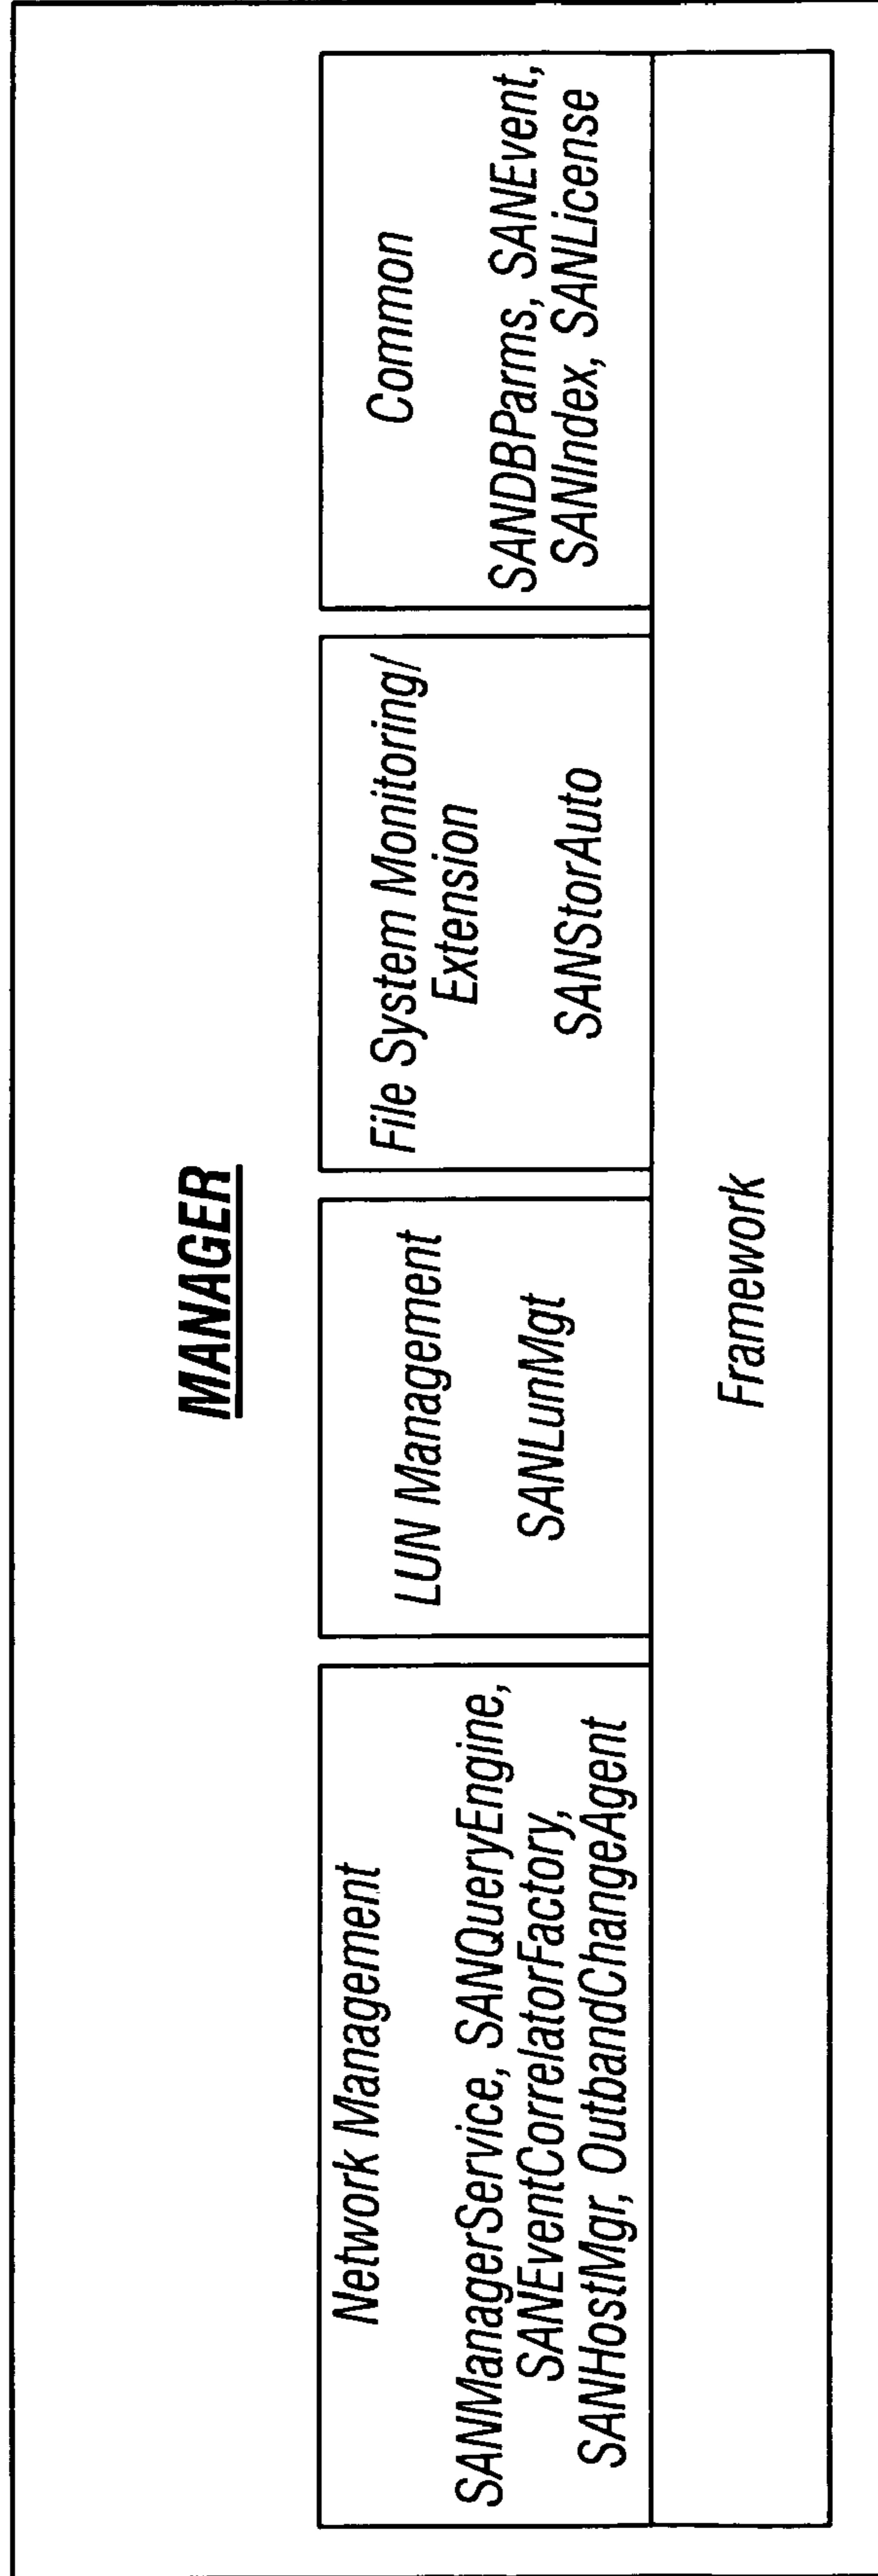 MANAGER
Network Management
SANManagerService, SANQueryEngine,
SANEventCorrelatorFactory,
SANHostMgr, OutbandChangeAgent
LUN Management
SANLunMgt
File System Monitoring/
Extension
SANStorAuto
Common
SANDBParms, SANEvent,
SANIndex, SANLicense
Framework